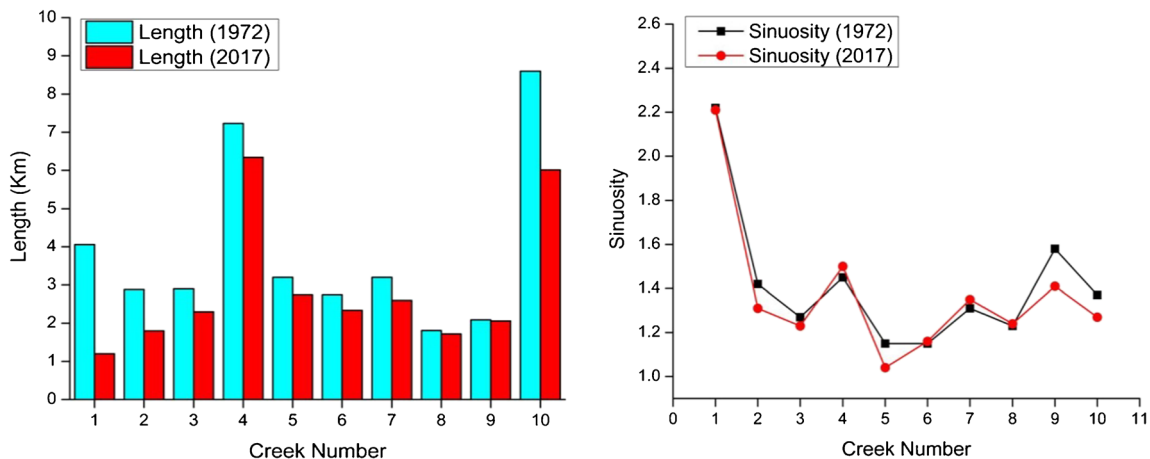 Length (1972)
Length (2017)
Length (Km)
10
9
8
7
6
5
4
3
2
1
0
1 2 3 4 5 6 7 8 9 10
Creek Number
Sinuosity (1972)
Sinuosity (2017)
Sinuosity
2.6
2.4
2.2
2.0
1.8
1.6
1.4
1.2
1.0
0 1 2 3 4 5 6 7 8 9 10 11
Creek Number